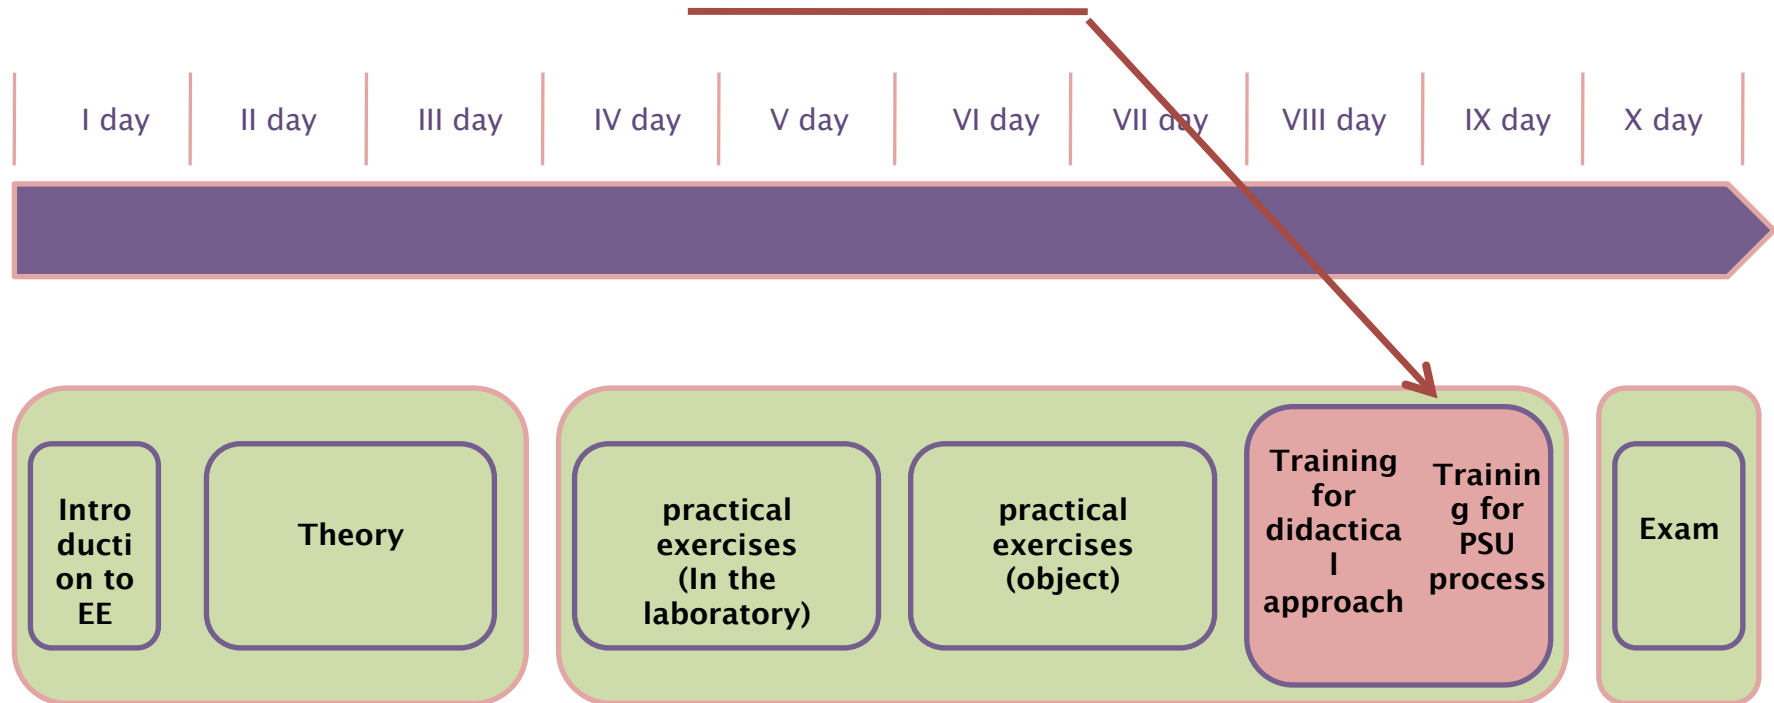 I day II day III day IV day V day VI day VII day VIII day IX day X day
Intro
ducti
on to
EE
Theory
practical
exercises
(In the
laboratory)
practical
exercises
(object)
Training
for
didactica
l
approach
Trainin
g for
PSU
process
Exam